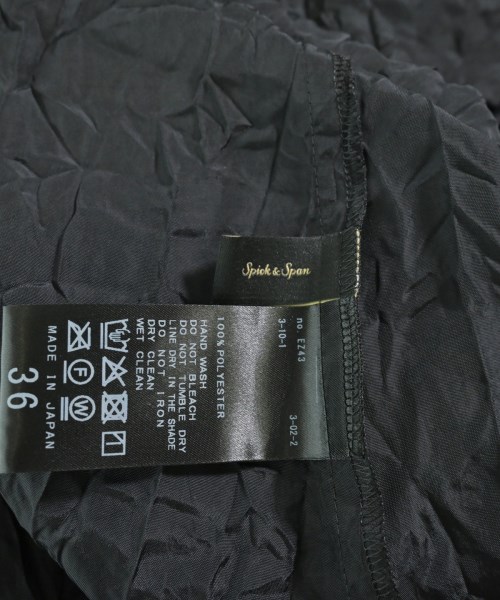 Spick & Span
no. EZ43
3-10-1
3-02-2
100% POLYESTER
HAND WASH
DO NOT BLEACH
DO NOT TUMBLE DRY
LINE DRY IN THE SHADE
DO NOT IRON
DRY CLEAN
WET CLEAN
F
W
MADE IN JAPAN
36